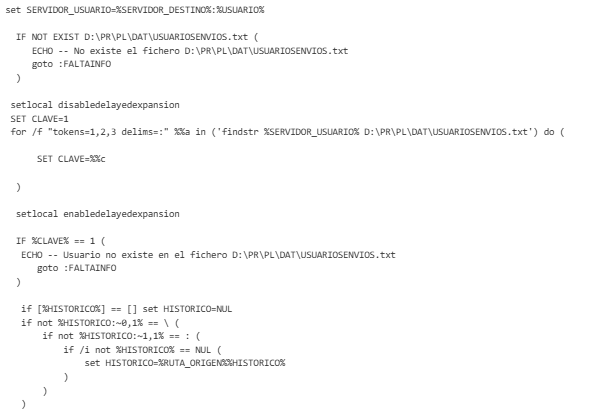 set SERVIDOR_USUARIO=%SERVIDOR_DESTINO%:%USUARIO%
IF NOT EXIST D:\PR\PL\DAT\USUARIOSENVIOS.txt (
ECHO -- No existe el fichero D:\PR\PL\DAT\USUARIOSENVIOS.txt
goto :FALTAINFO
)
setlocal disabledelayedexpansion
SET CLAVE=1
for /f "tokens=1,2,3 delims=:" %%a in ('findstr %SERVIDOR_USUARIO% D:\PR\PL\DAT\USUARIOSENVIOS.txt') do (
SET CLAVE=%%c
)
setlocal enabledelayedexpansion
IF %CLAVE% == 1 (
ECHO -- Usuario no existe en el fichero D:\PR\PL\DAT\USUARIOSENVIOS.txt
goto :FALTAINFO
)
if [%HISTORICO%] == [] set HISTORICO=NUL
if not %HISTORICO:~0,1% == \ (
if not %HISTORICO:~1,1% == : (
if /i not %HISTORICO% == NUL (
set HISTORICO=%RUTA_ORIGEN%%HISTORICO%
)
)
)